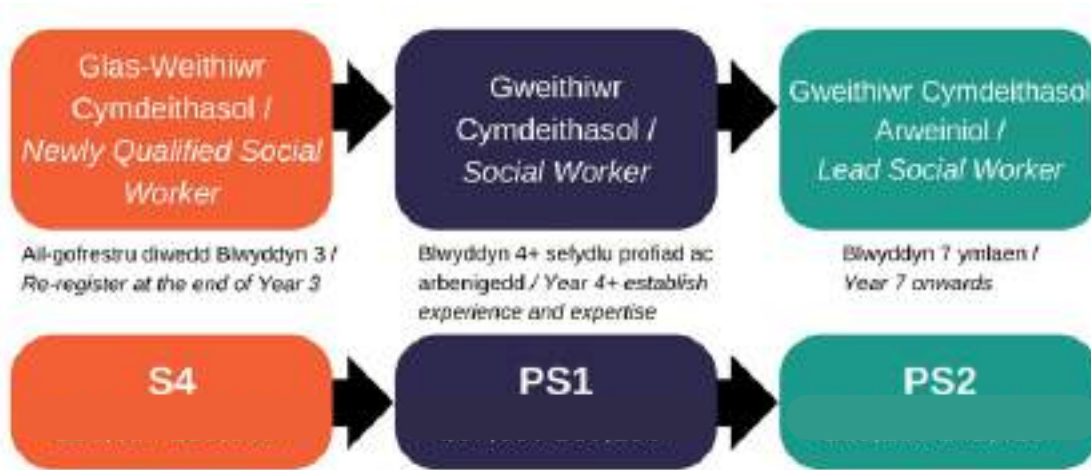 Glas-Weithiwr
Cymdeithasol /
Newly Qualified Social
Worker
Ail-gofrestru diwedd Blwyddyn 3 /
Re-register at the end of Year 3
Gweithiwr
Cymdeithasol /
Social Worker
Blwyddyn 4+ sefydlu profiad ac
arbenigedd / Year 4+ establish
experience and expertise
Gweithiwr Cymdeithasol
Arweiniol /
Lead Social Worker
Blwyddyn 7 ymlaen /
Year 7 onwards
S4
PS1
PS2